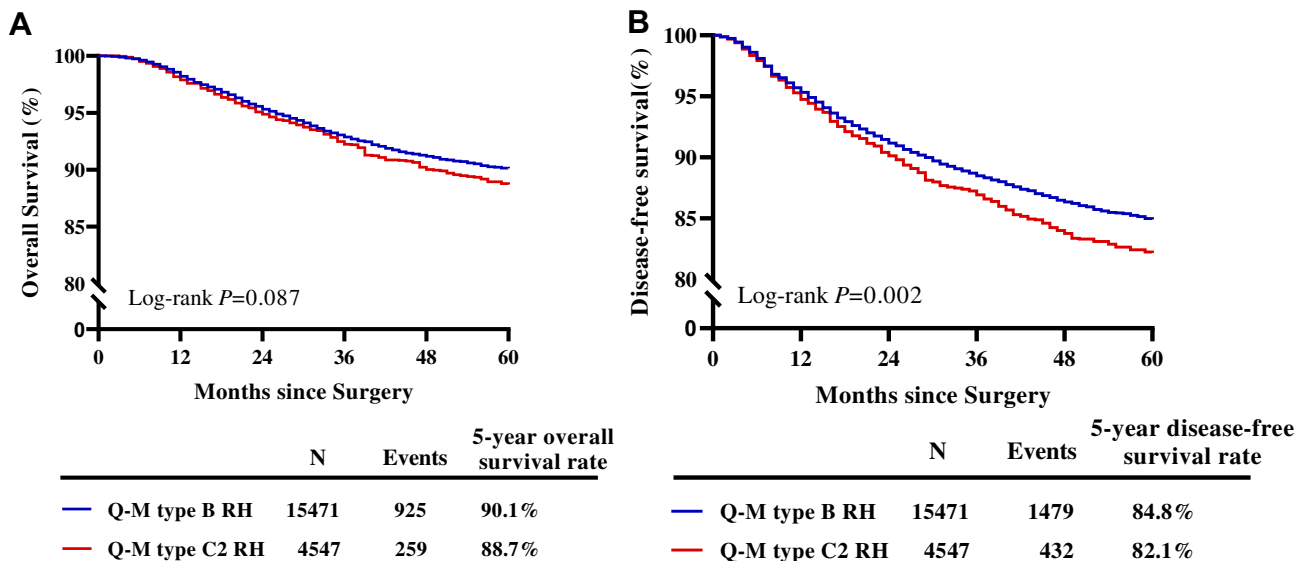 A
Overall Survival (%)
100
95
90
85
80
0
Log-rank P=0.087
0 12 24 36 48 60
Months since Surgery
N Events 5-year overall survival rate
Q-M type B RH 15471 925 90.1%
Q-M type C2 RH 4547 259 88.7%
B
Disease-free survival(%)
100
95
90
85
80
0
Log-rank P=0.002
0 12 24 36 48 60
Months since Surgery
N Events 5-year disease-free survival rate
Q-M type B RH 15471 1479 84.8%
Q-M type C2 RH 4547 432 82.1%